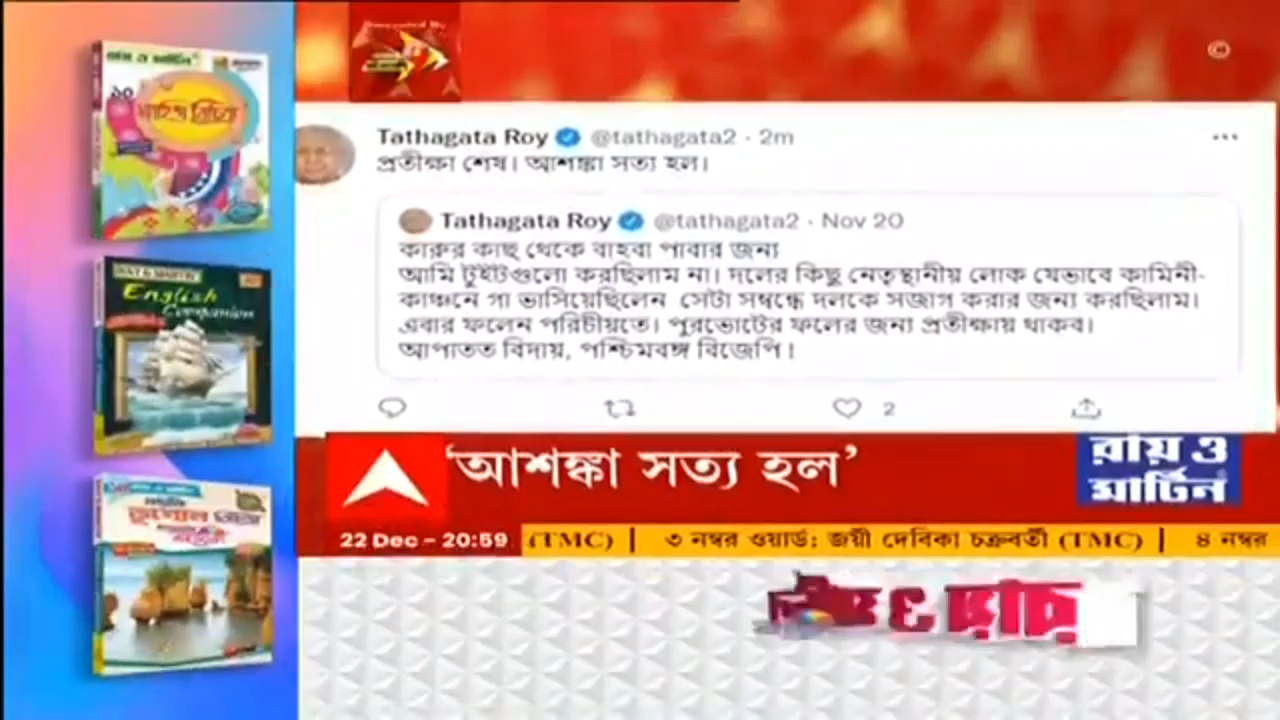 Tathagata Roy @tathagata2 · 2m
প্রতীক্ষা শেষ। আশঙ্কা সত্য হল।
Tathagata Roy @tathagata2 · Nov 20
কারুর কাছ থেকে বাহবা পাবার জন্য
আমি টুইটগুলো করছিলাম না। দলের কিছু নেতৃস্থানীয় লোক যেভাবে কামিনী-
কাঞ্চনে গা ভাসিয়েছিলেন সেটা সম্বন্ধে দলকে সজাগ করার জন্য করছিলাম।
এবার ফলেন পরিচীয়তে। পুরভোটের ফলের জন্য প্রতীক্ষায় থাকব।
আপাতত বিদায়, পশ্চিমবঙ্গ বিজেপি।
2
‘আশঙ্কা সত্য হল’
রায় ও
মার্টিন
22 Dec - 20:59 (TMC) | ৩ নম্বর ওয়ার্ড: জয়ী দেবিকা চক্রবর্তী (TMC) | ৪ নম্বর
RAY & MARTIN
English
Companion